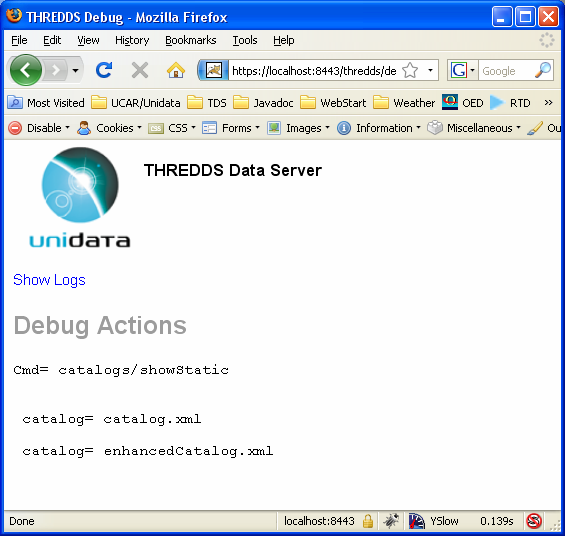 THREDDS Debug - Mozilla Firefox
File Edit View History Bookmarks Tools Help
https://localhost:8443/thredds/de
G Google
Most Visited UCAR/Unidata TDS Javadoc WebStart Weather OED RTD »
Disable Cookies CSS Forms Images Information Miscellaneous Ou
unidata
THREDDS Data Server
Show Logs
Debug Actions
Cmd= catalogs/showStatic
catalog= catalog.xml
catalog= enhancedCatalog.xml
Done localhost:8443 YSlow 0.139s